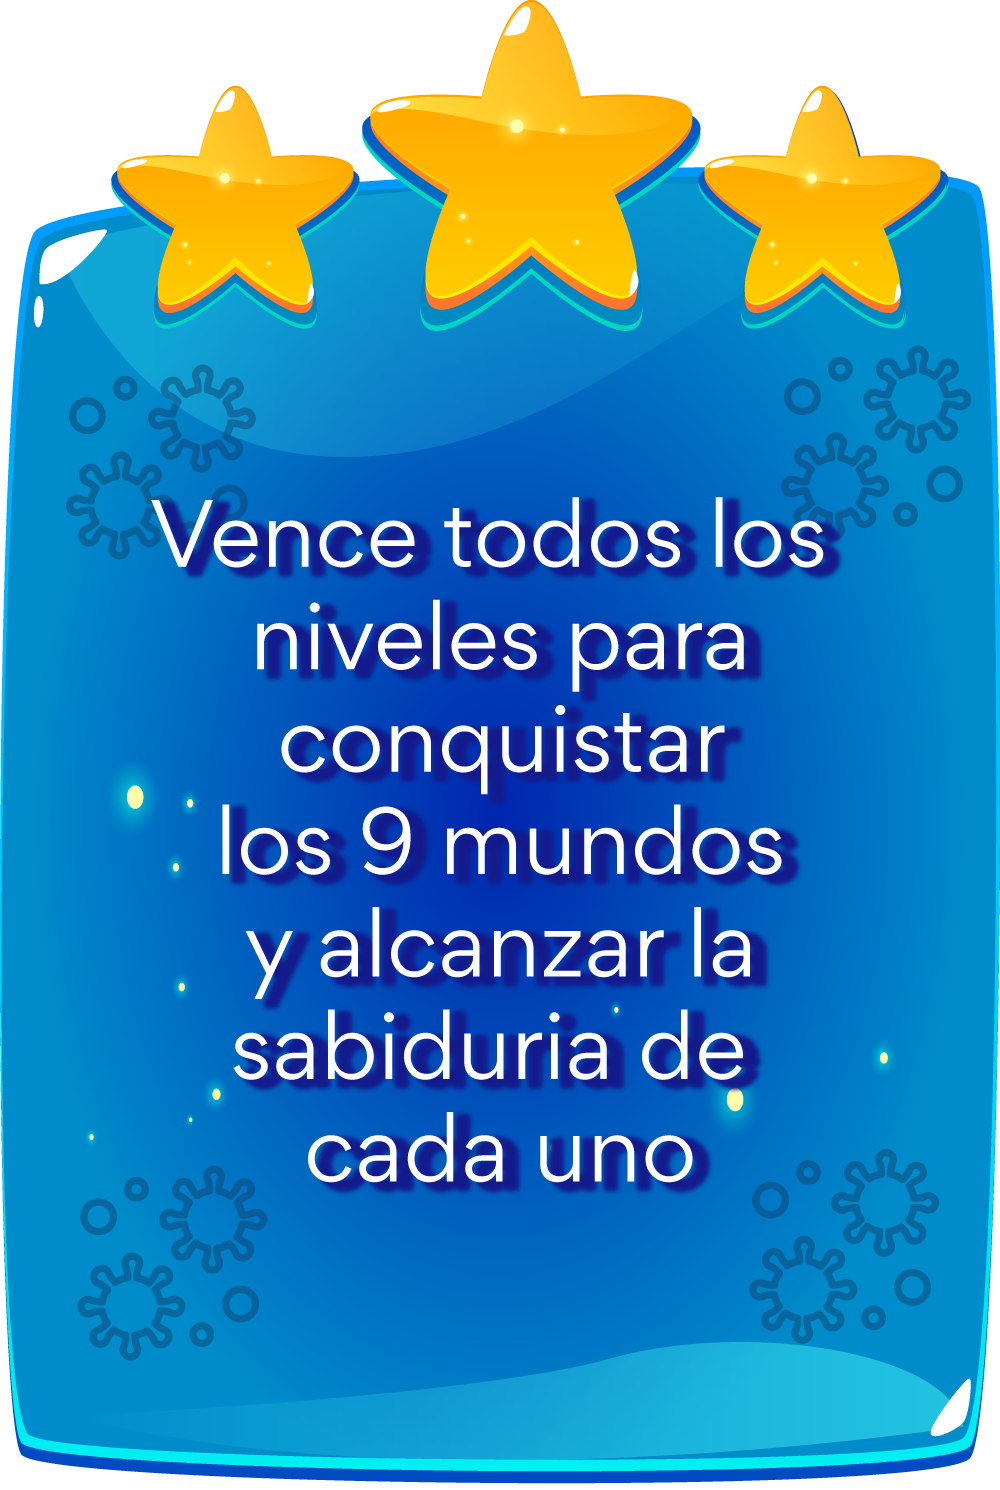 Vence todos los
niveles para
conquistar
los 9 mundos
y alcanzar la
sabiduria de
cada uno